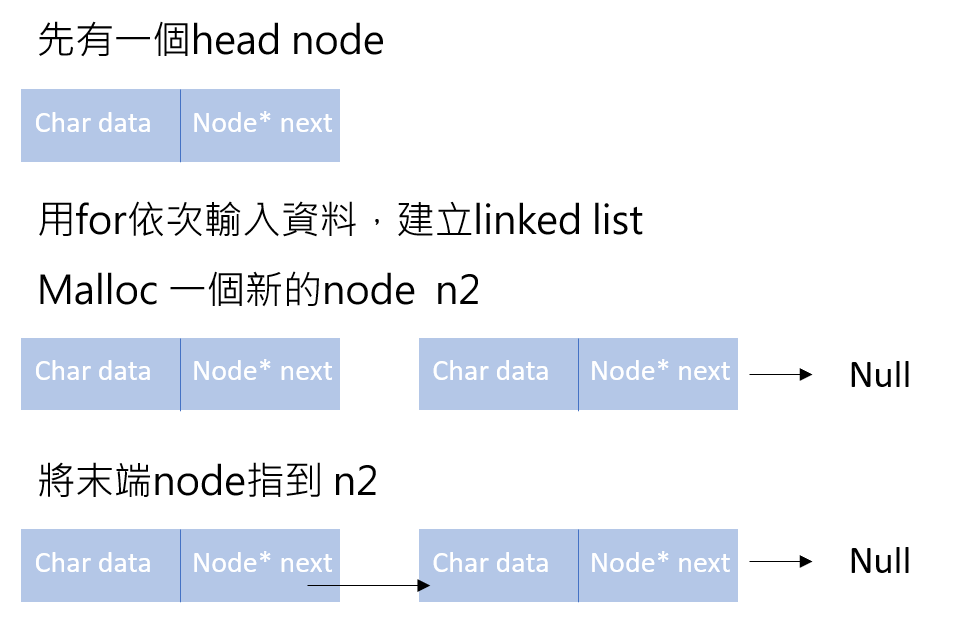 先有一個head node
Char data Node* next
用for依次輸入資料，建立linked list
Malloc 一個新的node n2
Char data Node* next Char data Node* next Null
將末端node指到 n2
Char data Node* next Char data Node* next Null